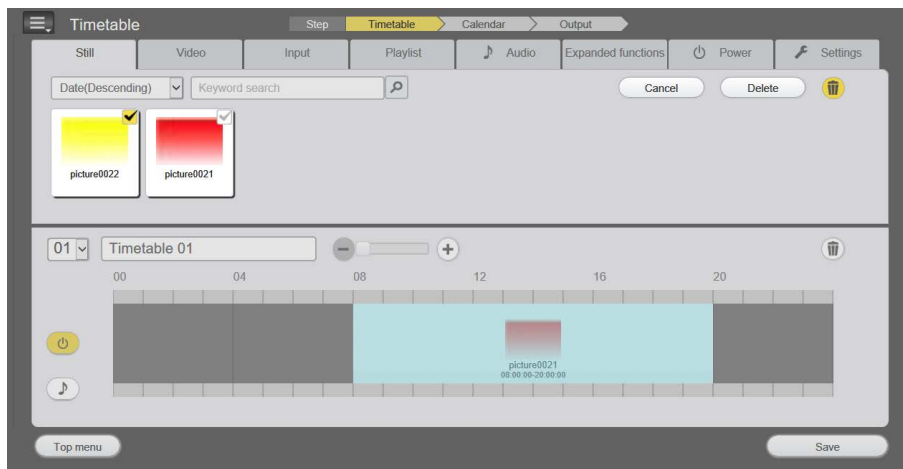 Timetable
Step Timetable Calendar Output
Still Video Input Playlist Audio Expanded functions Power Settings
Date(Descending) Keyword search Cancel Delete
picture0022 picture0021
01 Timetable 01
00 04 08 12 16 20
picture0021
08:00:00-20:00:00
Top menu Save